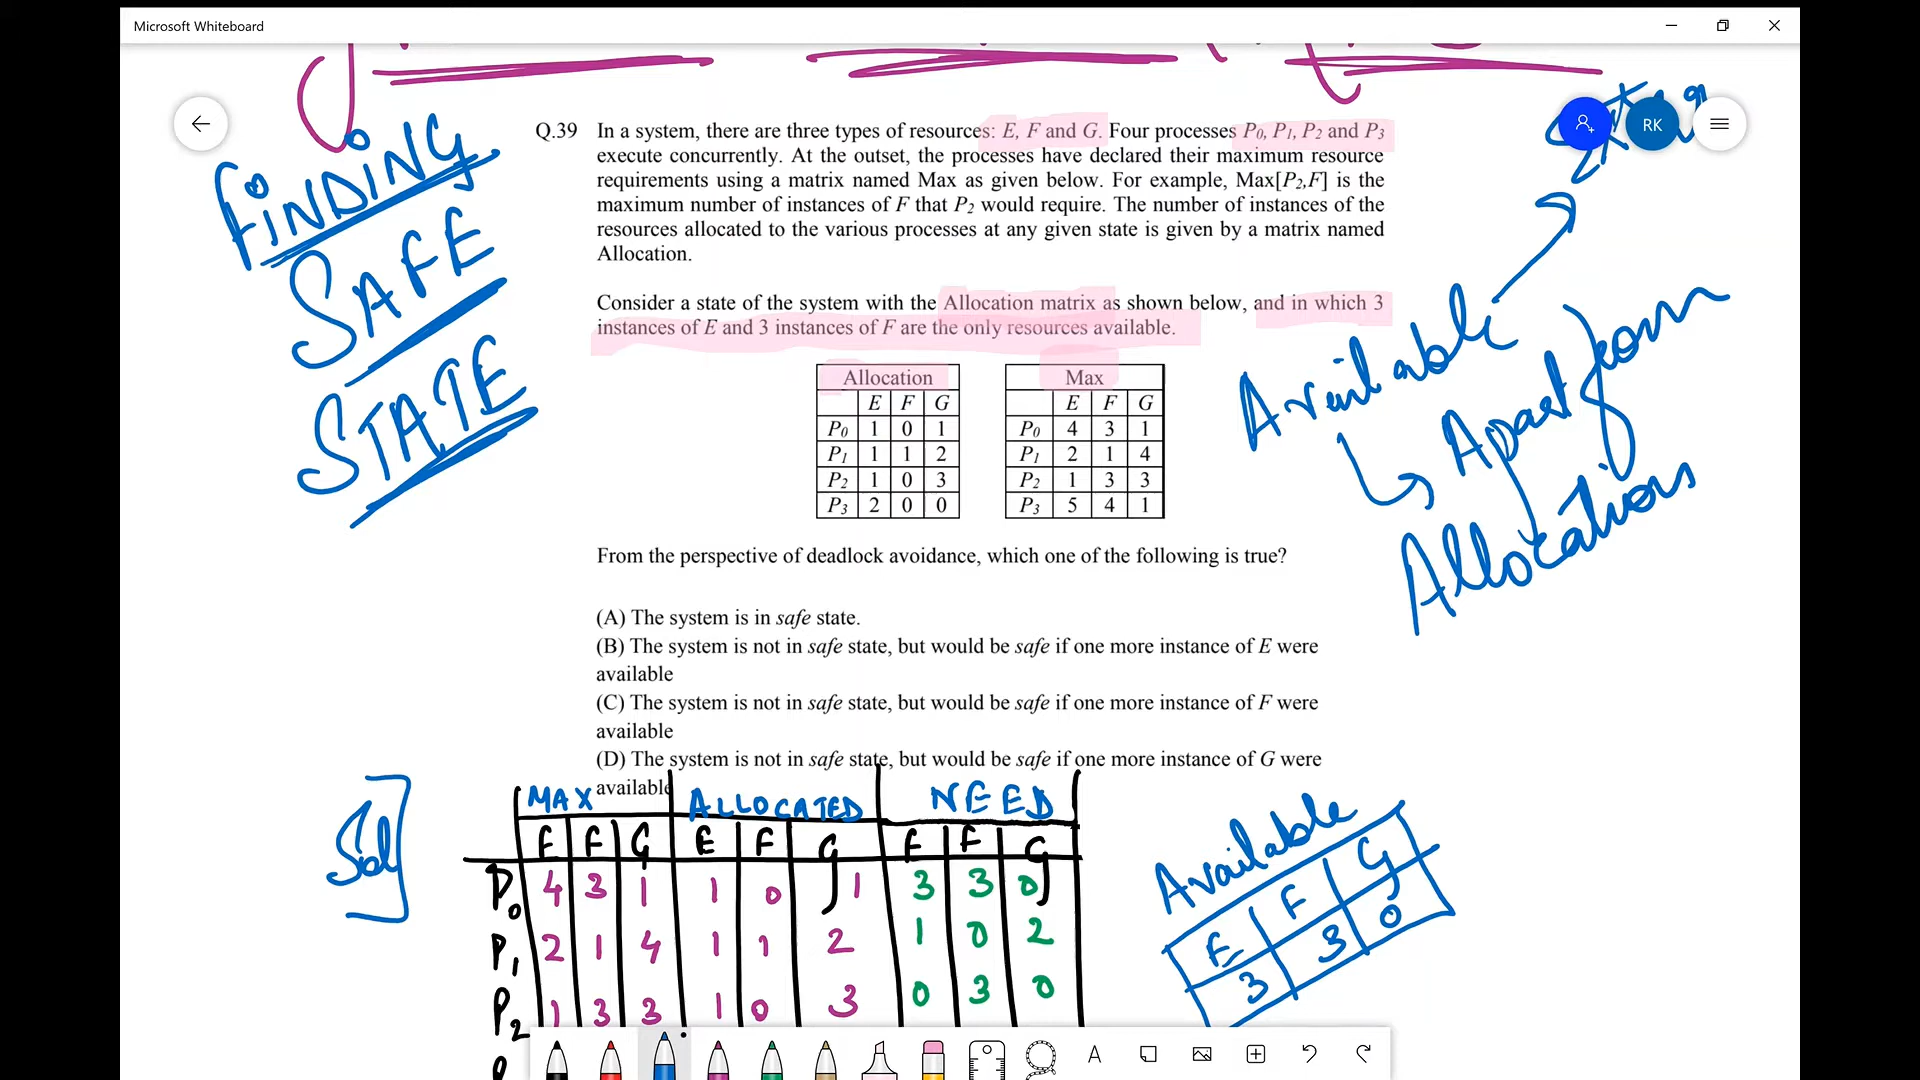 Microsoft Whiteboard
RK
FINDING
SAFE
STATE
Q.39 In a system, there are three types of resources: E, F and G. Four processes P0, P1, P2 and P3
execute concurrently. At the outset, the processes have declared their maximum resource
requirements using a matrix named Max as given below. For example, Max[P2,F] is the
maximum number of instances of F that P2 would require. The number of instances of the
resources allocated to the various processes at any given state is given by a matrix named
Allocation.
Consider a state of the system with the Allocation matrix as shown below, and in which 3
instances of E and 3 instances of F are the only resources available.
Allocation
E F G
P0 1 0 1
P1 1 1 2
P2 1 0 3
P3 2 0 0
Max
E F G
P0 4 3 1
P1 2 1 4
P2 1 3 3
P3 5 4 1
Available
Apart from
Allocations
From the perspective of deadlock avoidance, which one of the following is true?
(A) The system is in safe state.
(B) The system is not in safe state, but would be safe if one more instance of E were
available
(C) The system is not in safe state, but would be safe if one more instance of F were
available
(D) The system is not in safe state, but would be safe if one more instance of G were
available
Sol
MAX ALLOCATED NEED
E F G E F G E F G
P0 4 3 1 1 0 1 3 3 0
P1 2 1 4 1 1 2 1 0 2
P2 1 3 3 1 0 3 0 3 0
Available
E F G
3 3 0
A